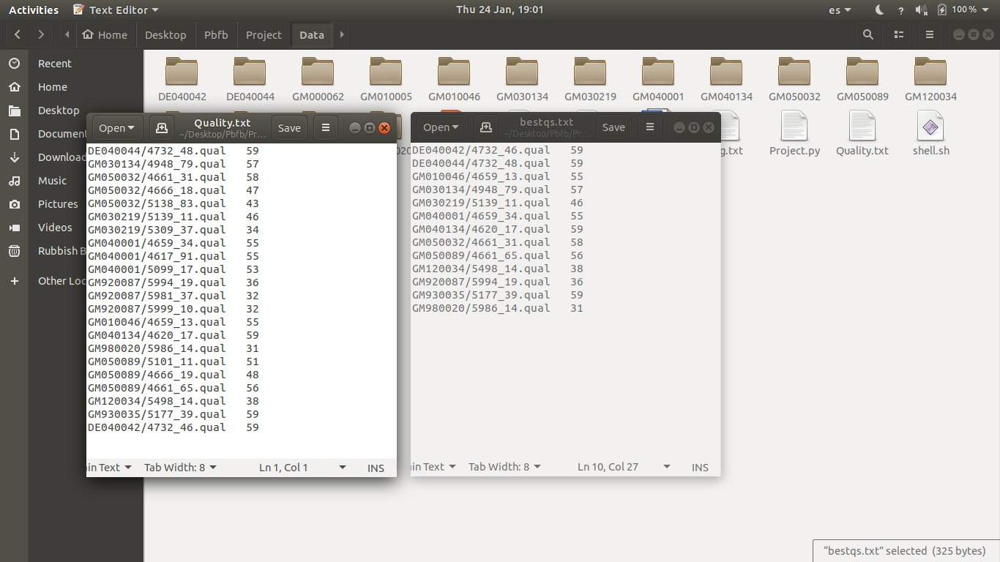 Activities Text Editor Thu 24 Jan, 19:01 es ? 100 %
Home Desktop Pbfb Project Data
Recent
Home
Desktop
Document
Downloa
Music
Pictures
Videos
Rubbish B
Other Loc
DE040042 DE040044 GM000062 GM010005 GM010046 GM030134 GM030219 GM040001 GM040134 GM050032 GM050089 GM120034
g.txt Project.py Quality.txt shell.sh
Open Quality.txt Save
~/Desktop/Pbfb/Pr...
DE040044/4732_48.qual 59
GM030134/4948_79.qual 57
GM050032/4661_31.qual 58
GM050032/4666_18.qual 47
GM050032/5138_83.qual 43
GM030219/5139_11.qual 46
GM030219/5309_37.qual 34
GM040001/4659_34.qual 55
GM040001/4617_91.qual 55
GM040001/5099_17.qual 53
GM920087/5994_19.qual 36
GM920087/5981_37.qual 32
GM920087/5999_10.qual 32
GM010046/4659_13.qual 55
GM040134/4620_17.qual 59
GM980020/5986_14.qual 31
GM050089/5101_11.qual 51
GM050089/4666_19.qual 48
GM050089/4661_65.qual 56
GM120034/5498_14.qual 38
GM930035/5177_39.qual 59
DE040042/4732_46.qual 59
in Text Tab Width: 8 Ln 1, Col 1 INS
Open bestqs.txt Save
~/Desktop/Pbfb/Pr...
DE040042/4732_46.qual 59
DE040044/4732_48.qual 59
GM010046/4659_13.qual 55
GM030134/4948_79.qual 57
GM030219/5139_11.qual 46
GM040001/4659_34.qual 55
GM040134/4620_17.qual 59
GM050032/4661_31.qual 58
GM050089/4661_65.qual 56
GM120034/5498_14.qual 38
GM920087/5994_19.qual 36
GM930035/5177_39.qual 59
GM980020/5986_14.qual 31
in Text Tab Width: 8 Ln 10, Col 27 INS
“bestqs.txt” selected (325 bytes)